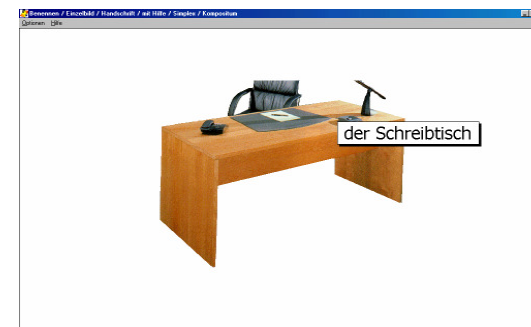 Benennen / Einzelbild / Handschrift / mit Hilfe / Simplex / Kompositum
Optionen Hilfe
der Schreibtisch